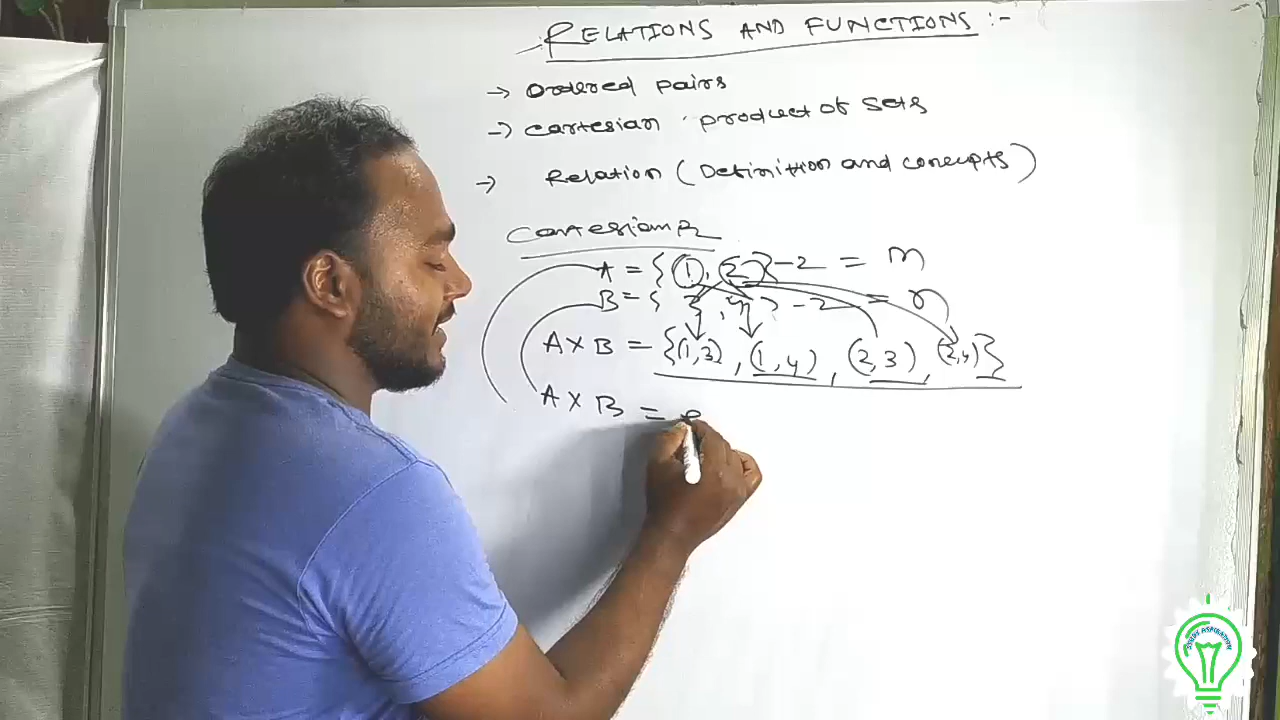 RELATIONS AND FUNCTIONS :-
→ Ordered pairs
→ Cartesian product of sets
→ Relation (Definition and concepts)
Cartesian P
A = {1, 2} - 2 = m
B = { 3, 4 } - 2 = n
A × B = {(1,3), (1,4), (2,3), (2,4)}
A × B =